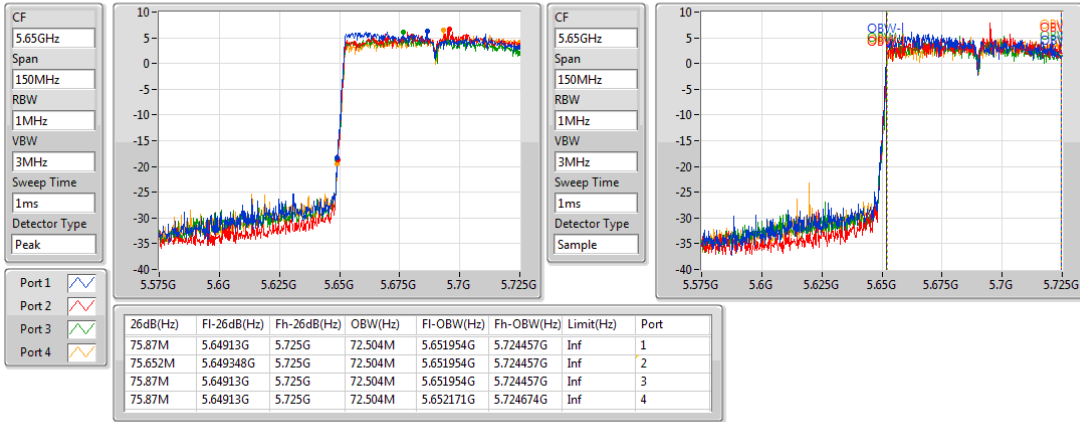 CF
5.65GHz
Span
150MHz
RBW
1MHz
VBW
3MHz
Sweep Time
1ms
Detector Type
Peak
10
5
0
-5
-10
-15
-20
-25
-30
-35
-40
5.575G 5.6G 5.625G 5.65G 5.675G 5.7G 5.725G
CF
5.65GHz
Span
150MHz
RBW
1MHz
VBW
3MHz
Sweep Time
1ms
Detector Type
Sample
10
5
0
-5
-10
-15
-20
-25
-30
-35
-40
OBW-l
5.575G 5.6G 5.625G 5.65G 5.675G 5.7G 5.725G
Port 1
Port 2
Port 3
Port 4
26dB(Hz) Fl-26dB(Hz) Fh-26dB(Hz) OBW(Hz) Fl-OBW(Hz) Fh-OBW(Hz) Limit(Hz) Port
75.87M 5.64913G 5.725G 72.504M 5.651954G 5.724457G Inf 1
75.652M 5.649348G 5.725G 72.504M 5.651954G 5.724457G Inf 2
75.87M 5.64913G 5.725G 72.504M 5.651954G 5.724457G Inf 3
75.87M 5.64913G 5.725G 72.504M 5.652171G 5.724674G Inf 4